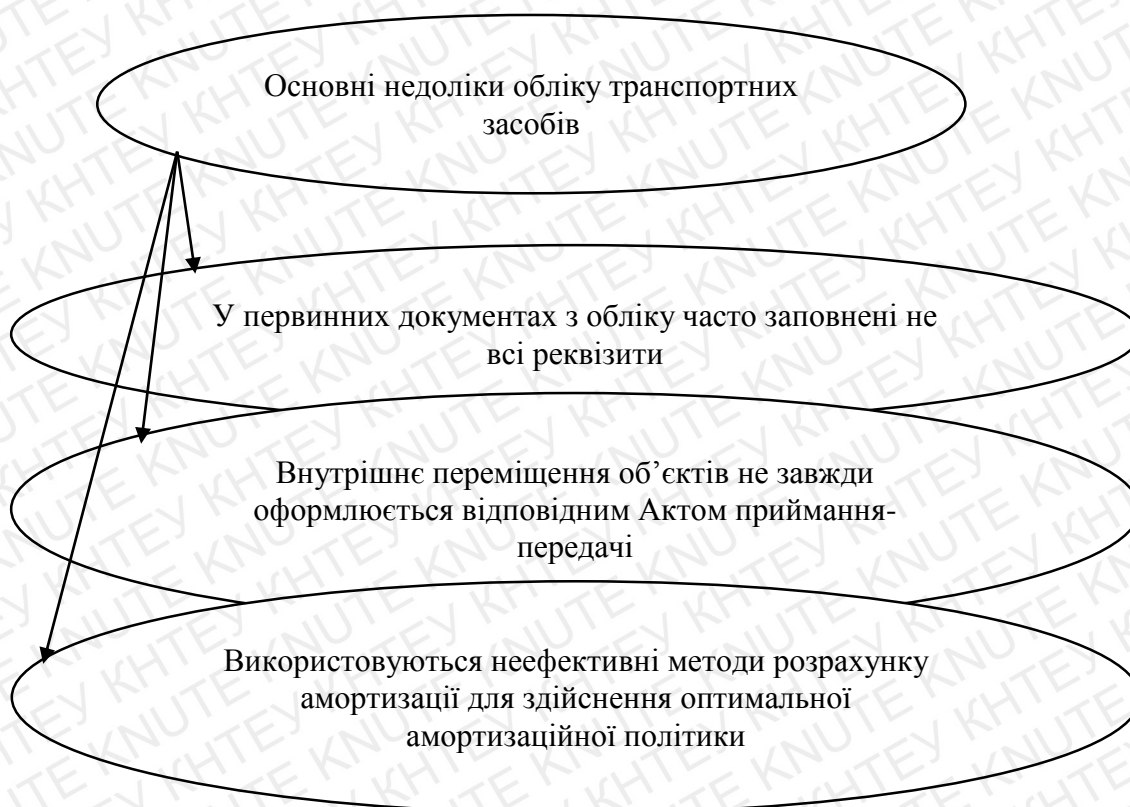 Основні недоліки обліку транспортних
засобів
У первинних документах з обліку часто заповнені не
всі реквізити
Внутрішнє переміщення об’єктів не завжди
оформлюється відповідним Актом приймання-
передачі
Використовуються неефективні методи розрахунку
амортизації для здійснення оптимальної
амортизаційної політики